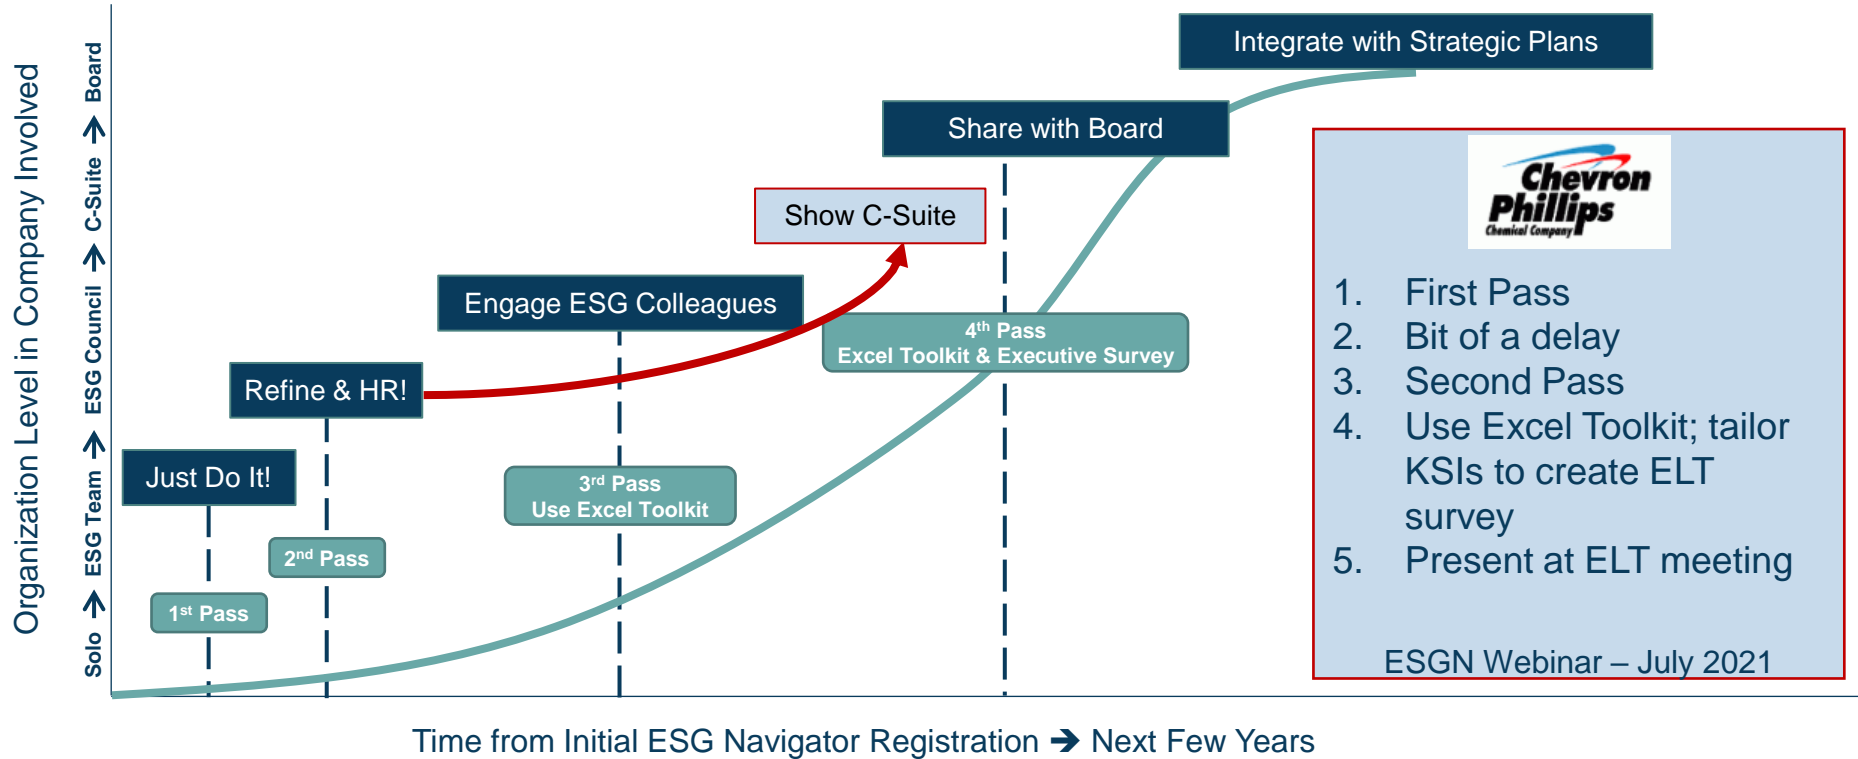 Integrate with Strategic Plans
Share with Board
Show C-Suite
Engage ESG Colleagues
4th Pass
Excel Toolkit & Executive Survey
Refine & HR!
Just Do It!
3rd Pass
Use Excel Toolkit
2nd Pass
1st Pass
Organization Level in Company Involved
Solo → ESG Team → ESG Council → C-Suite → Board
Time from Initial ESG Navigator Registration → Next Few Years
Chevron
Phillips
Chemical Company
1. First Pass
2. Bit of a delay
3. Second Pass
4. Use Excel Toolkit; tailor
KSIs to create ELT
survey
5. Present at ELT meeting
ESGN Webinar – July 2021